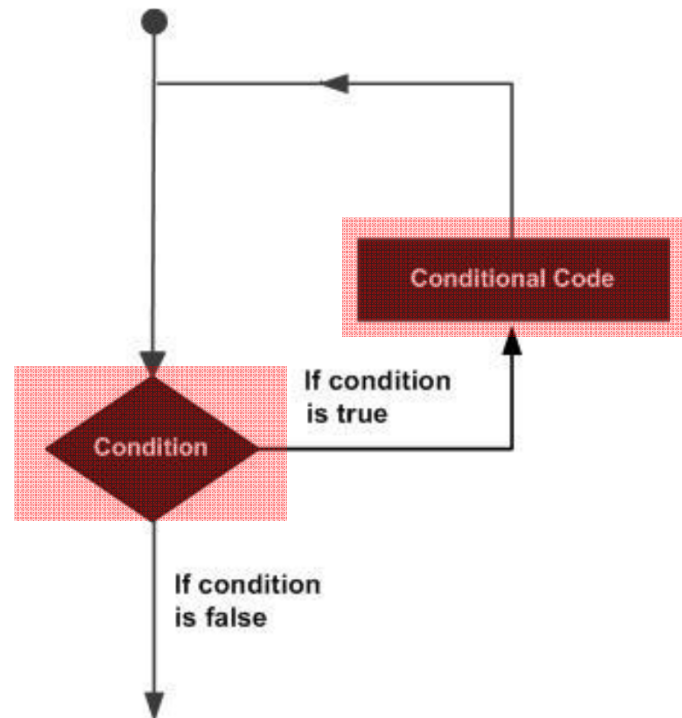 Conditional Code
If condition
is true
Condition
If condition
is false